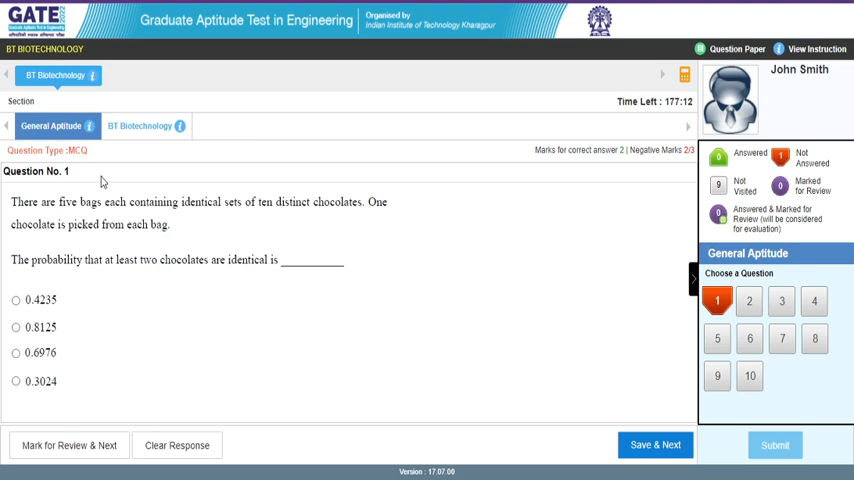 GATE 2022
Graduate Aptitude Test in Engineering
Organised by
Indian Institute of Technology Kharagpur
BT BIOTECHNOLOGY
Question Paper
View Instruction
BT Biotechnology
John Smith
Section
Time Left : 177:12
General Aptitude
BT Biotechnology
Question Type :MCQ
Marks for correct answer 2 | Negative Marks 2/3
Question No. 1
There are five bags each containing identical sets of ten distinct chocolates. One
chocolate is picked from each bag.
The probability that at least two chocolates are identical is ___________
0.4235
0.8125
0.6976
0.3024
0 Answered
1 Not Answered
9 Not Visited
0 Marked for Review
0 Answered & Marked for
Review (will be considered
for evaluation)
General Aptitude
Choose a Question
1 2 3 4
5 6 7 8
9 10
Mark for Review & Next
Clear Response
Save & Next
Submit
Version : 17.07.00